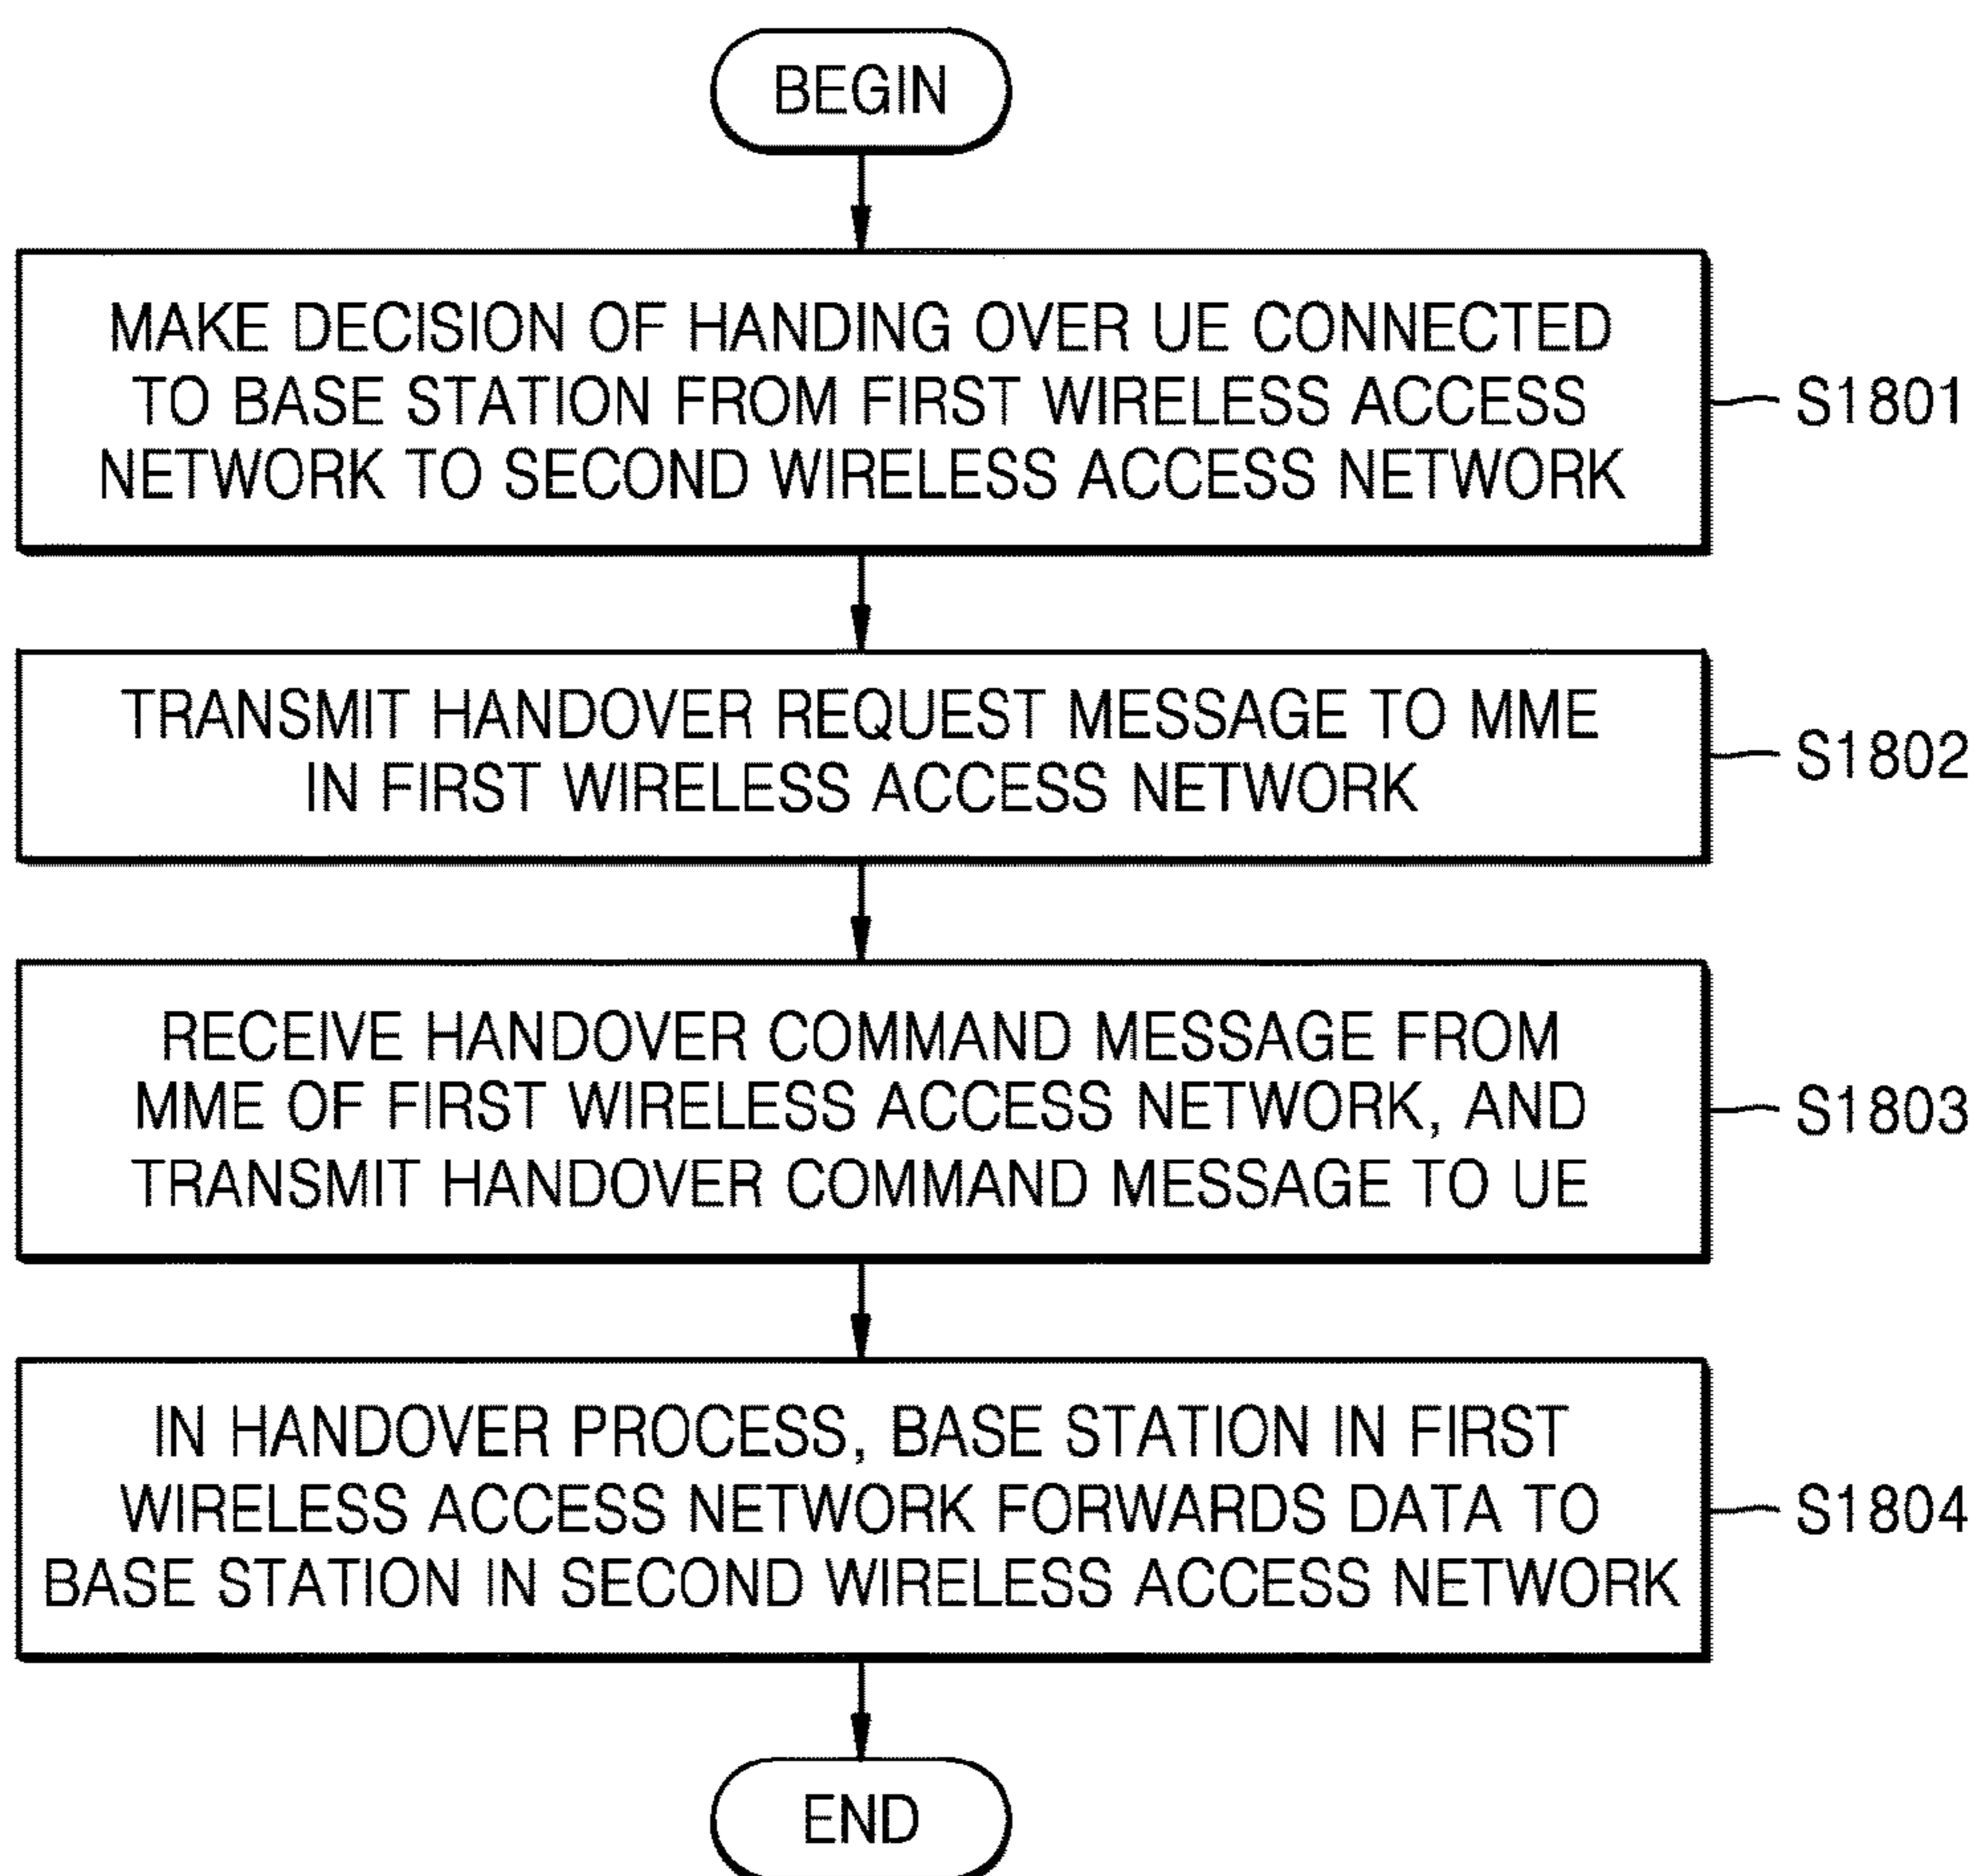 BEGIN
MAKE DECISION OF HANDING OVER UE CONNECTED
TO BASE STATION FROM FIRST WIRELESS ACCESS
NETWORK TO SECOND WIRELESS ACCESS NETWORK
S1801
TRANSMIT HANDOVER REQUEST MESSAGE TO MME
IN FIRST WIRELESS ACCESS NETWORK
S1802
RECEIVE HANDOVER COMMAND MESSAGE FROM
MME OF FIRST WIRELESS ACCESS NETWORK, AND
TRANSMIT HANDOVER COMMAND MESSAGE TO UE
S1803
IN HANDOVER PROCESS, BASE STATION IN FIRST
WIRELESS ACCESS NETWORK FORWARDS DATA TO
BASE STATION IN SECOND WIRELESS ACCESS NETWORK
S1804
END